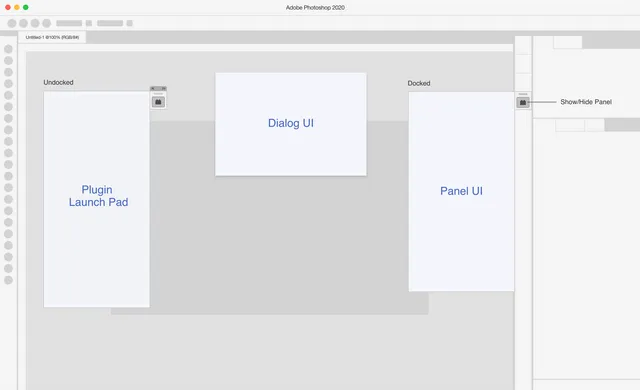 Adobe Photoshop 2020
Untitled-1 @100% (RGB/8#)
Undocked
Docked
Show/Hide Panel
Dialog UI
Plugin
Launch Pad
Panel UI